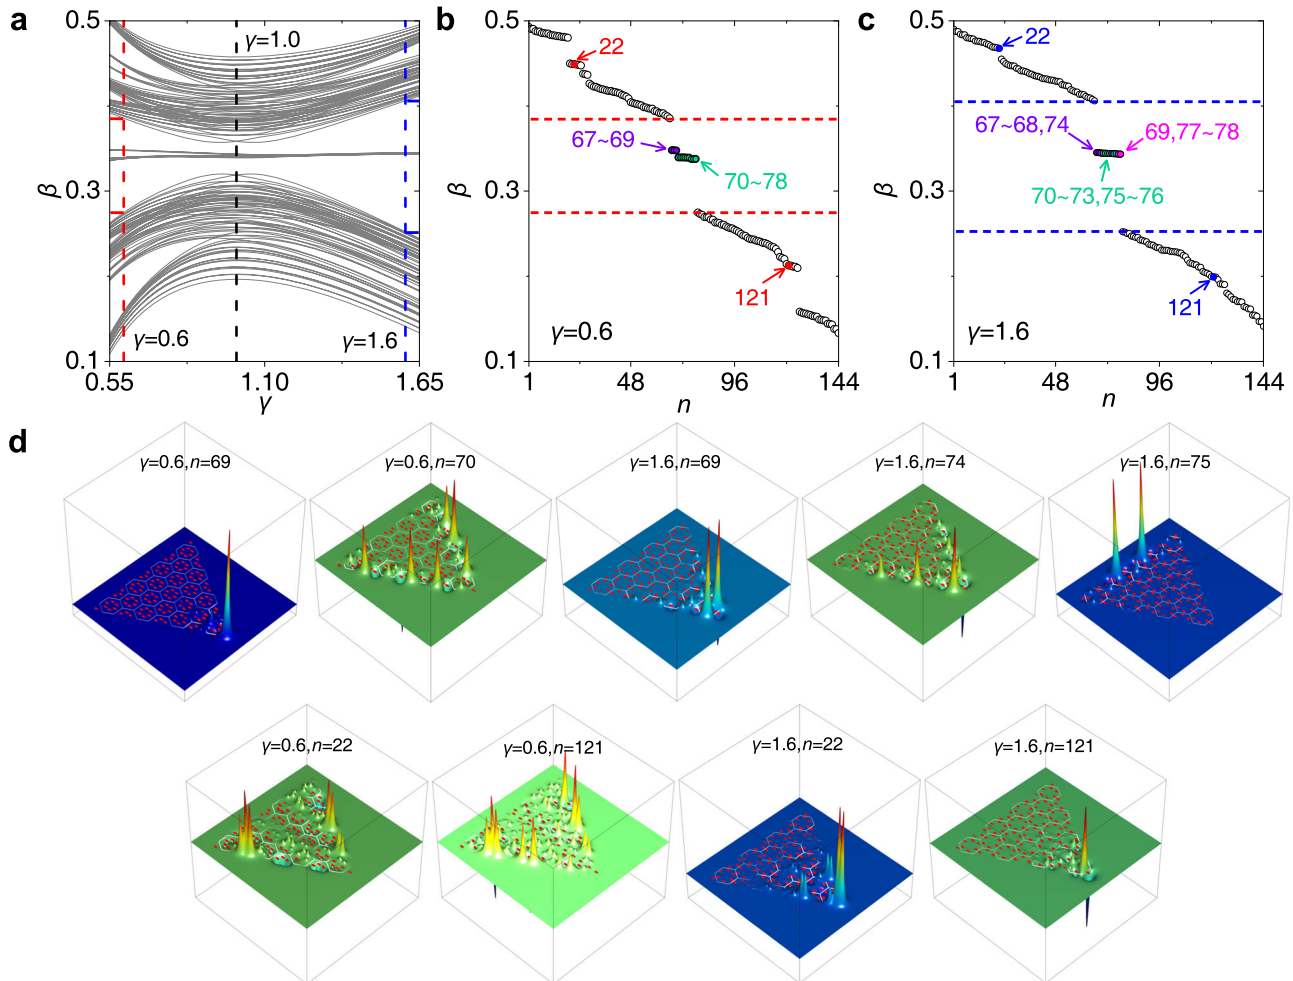 a
0.5
0.3
0.1
β
γ=1.0
γ=0.6
γ=1.6
0.55
1.10
1.65
γ
b
0.5
0.3
0.1
β
22
67~69
70~78
121
γ=0.6
1
48
96
144
n
c
0.5
0.3
0.1
β
22
67~68,74
69,77~78
70~73,75~76
121
γ=1.6
1
48
96
144
n
d
γ=0.6,n=69
γ=0.6,n=70
γ=1.6,n=69
γ=1.6,n=74
γ=1.6,n=75
γ=0.6,n=22
γ=0.6,n=121
γ=1.6,n=22
γ=1.6,n=121